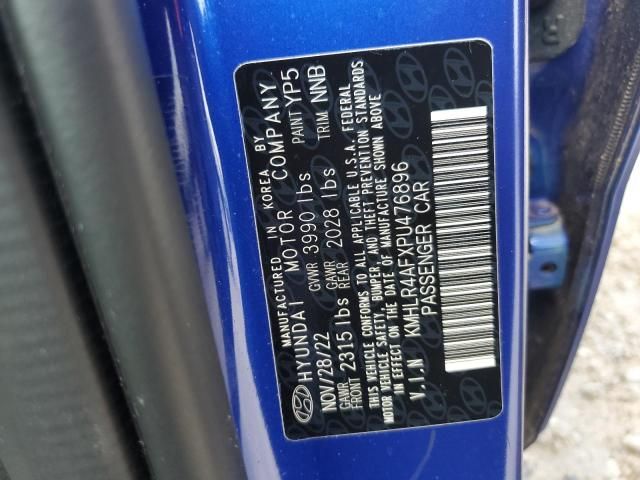 MANUFACTURED IN KOREA BY
HYUNDAI MOTOR COMPANY
NOV/28/22 GVWR 3990 lbs PAINT YP5
GAWR FRONT 2315 lbs GAWR REAR 2028 lbs TRIM NNB
THIS VEHICLE CONFORMS TO ALL APPLICABLE U.S.A. FEDERAL
MOTOR VEHICLE SAFETY, BUMPER, AND THEFT PREVENTION STANDARDS
IN EFFECT ON THE DATE OF MANUFACTURE SHOWN ABOVE
V.I.N KMHLR4AFXPU476896
PASSENGER CAR